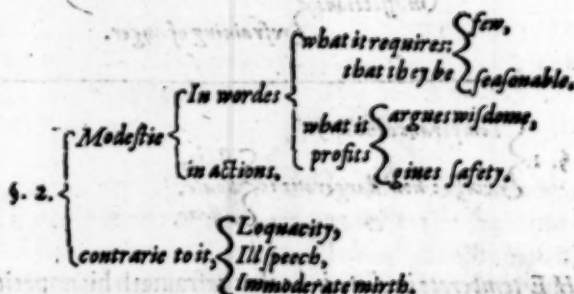 few,
what it requires:
that they be
ſeaſonable.
In wordes
what is
profits
argues wiſdome,
gives ſafety.
Modeſtie
in actions.
§. 2.
contrarie to it,
Loquacity,
Ill ſpeech,
Immoderate mirth.